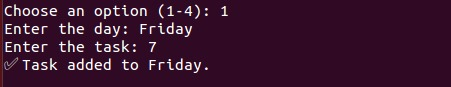 Choose an option (1-4): 1
Enter the day: Friday
Enter the task: 7
✅ Task added to Friday.